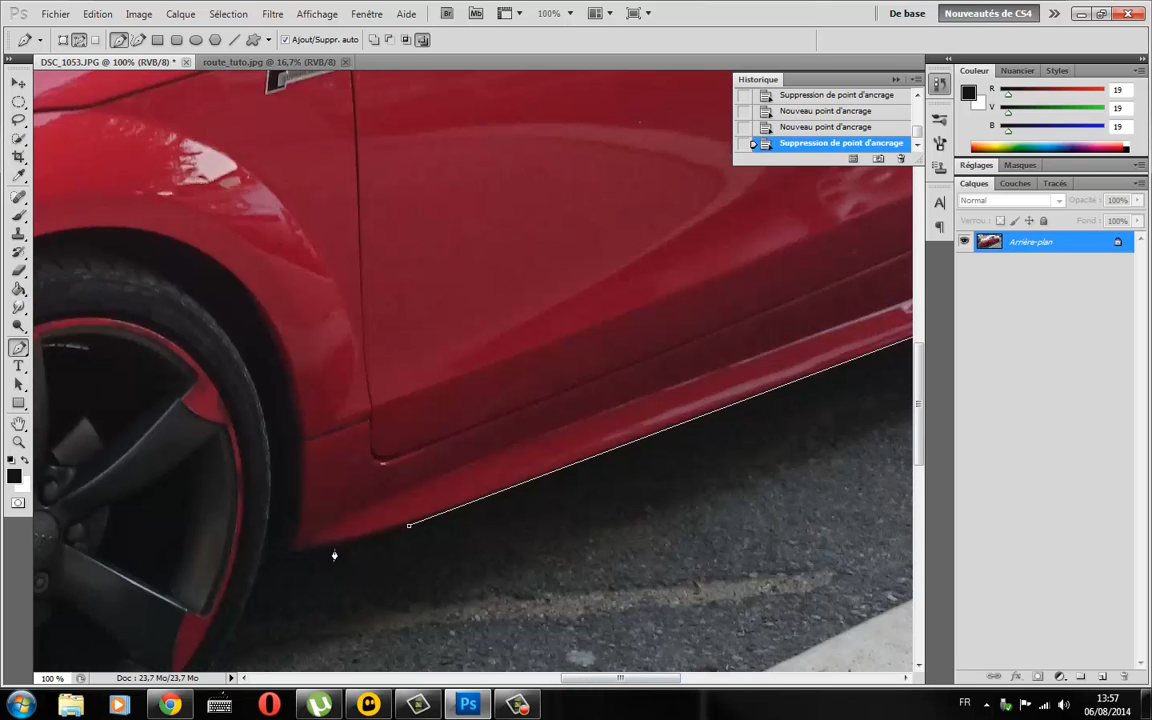 Ps Fichier Edition Image Calque Sélection Filtre Affichage Fenêtre Aide Br Mb 100% De base Nouveautés de CS4
Ajout/Suppr. auto
DSC_1053.JPG @ 100% (RVB/8) * route_tuto.jpg @ 16,7% (RVB/8)
Historique
Suppression de point d'ancrage
Nouveau point d'ancrage
Nouveau point d'ancrage
Suppression de point d'ancrage
Couleur Nuancier Styles
R 19
V 19
B 19
Réglages Masques
Calques Couches Tracés
Normal Opacité : 100%
Verrou : Fond : 100%
Arrière-plan
100 % Doc : 23,7 Mo/23,7 Mo
Ps FR 13:57
06/08/2014